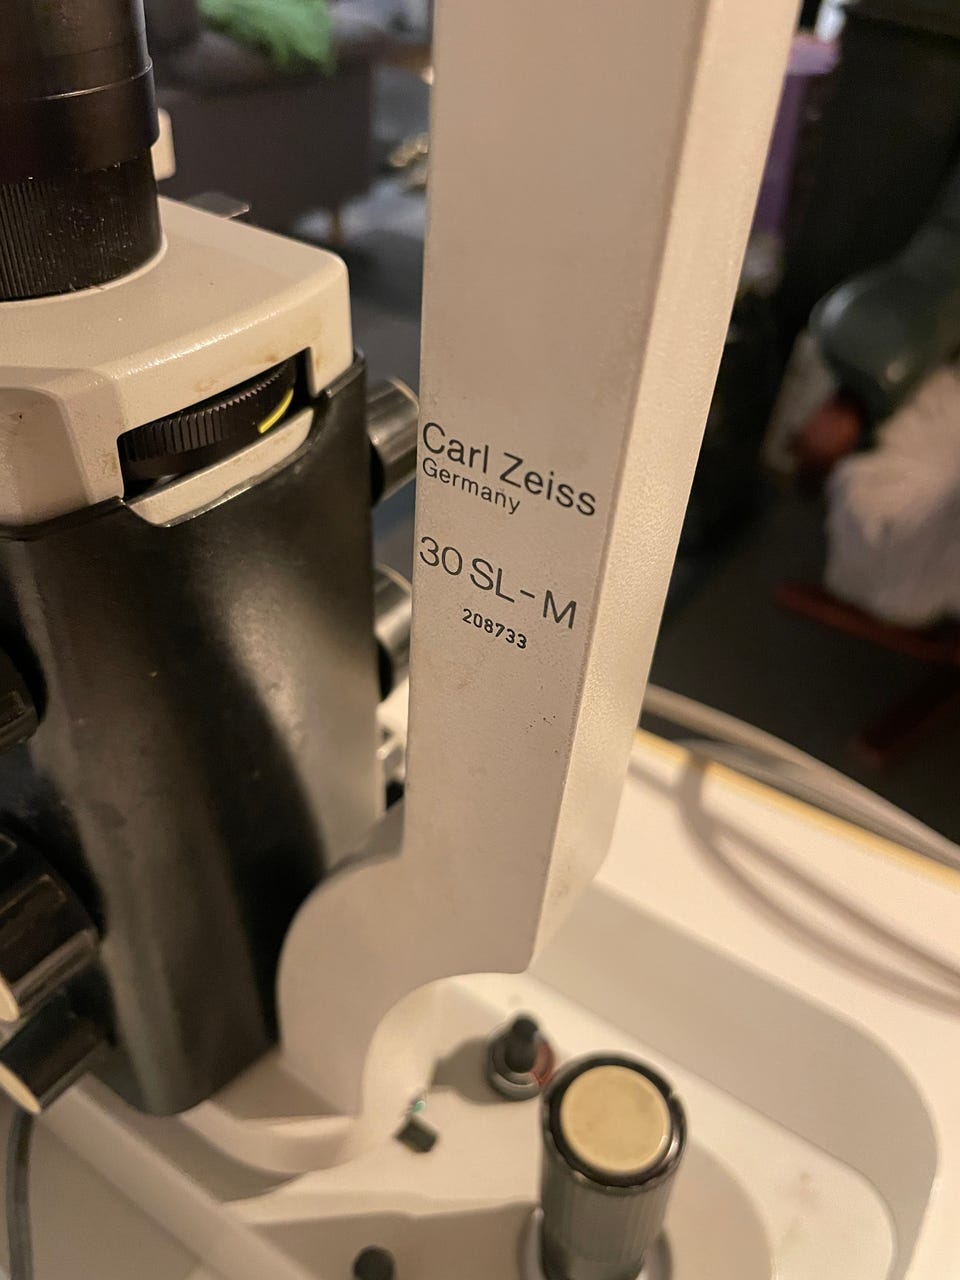 Carl Zeiss
Germany
30 SL-M
208733